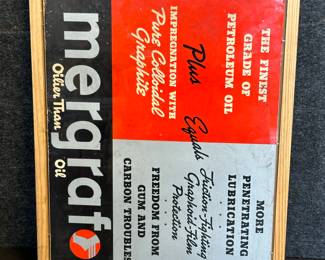 THE FINEST
GRADE OF
PETROLEUM OIL
Plus
IMPREGNATION WITH
Pure Colloidal
Graphite
Equals
MORE
PENETRATING
LUBRICATION
Friction-Fighting
Graphoid-Film
Protection
FREEDOM FROM
GUM AND
CARBON TROUBLES
mergraf
Oilier Than Oil